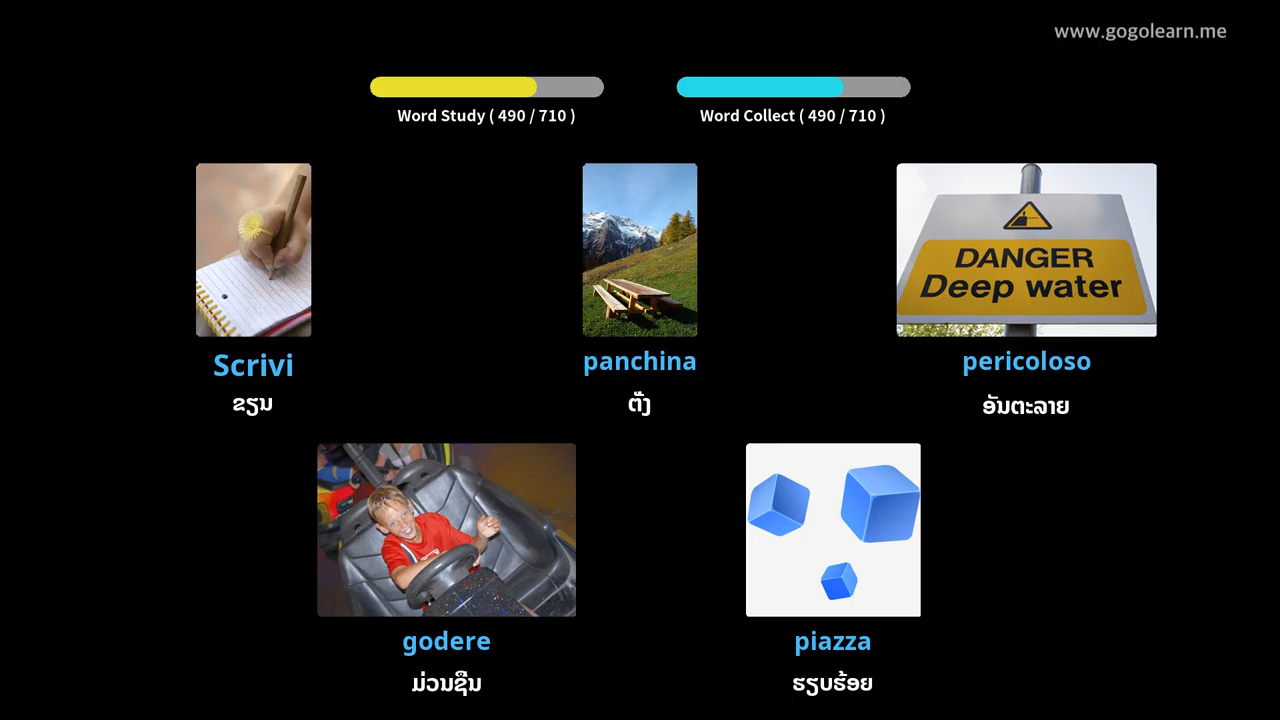 www.gogolearn.me
Word Study ( 490 / 710 )
Word Collect ( 490 / 710 )
DANGER
Deep water
Scrivi
panchina
pericoloso
ຂຽນ
ຕັ່ງ
ອັນຕະລາຍ
godere
piazza
ມ່ວນຊື່ນ
ຮຽບຮ້ອຍ